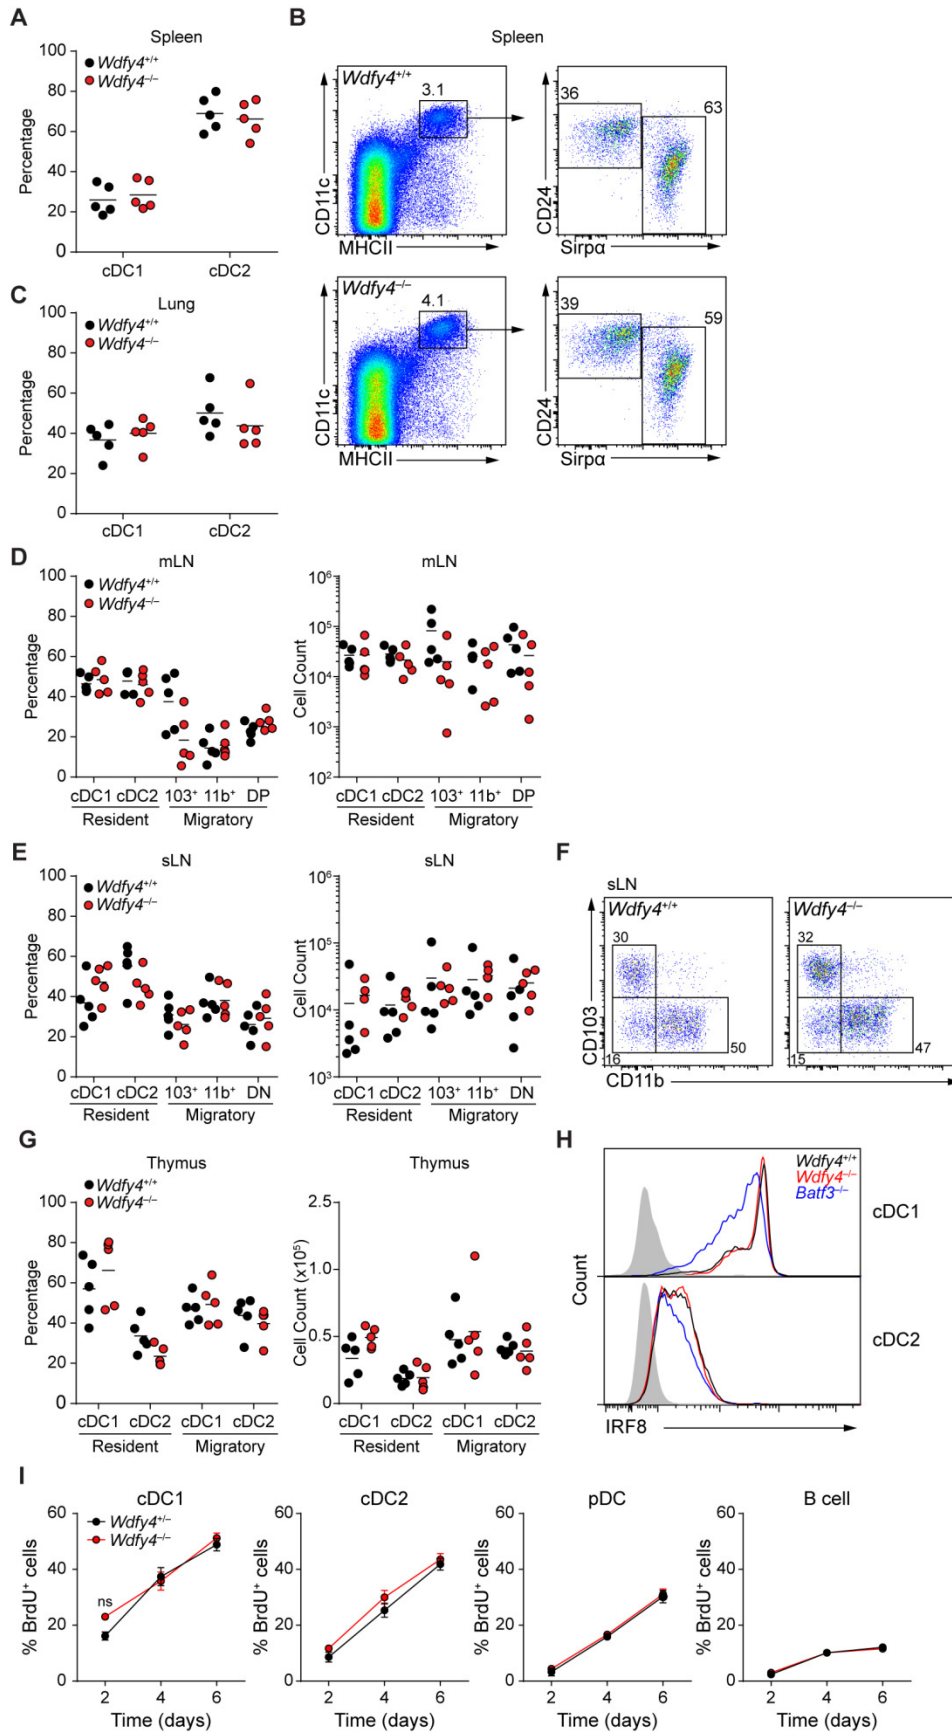 A
Spleen
Wdfy4+/+
Wdfy4–/–
Percentage
100
80
60
40
20
0
cDC1 cDC2
B
Spleen
Wdfy4+/+
3.1
CD11c
MHCII
36
63
CD24
Sirpα
Wdfy4–/–
4.1
CD11c
MHCII
39
59
CD24
Sirpα
C
Lung
Wdfy4+/+
Wdfy4–/–
Percentage
100
80
60
40
20
0
cDC1 cDC2
D
mLN
Wdfy4+/+
Wdfy4–/–
Percentage
100
80
60
40
20
0
cDC1 cDC2 103+ 11b+ DP
Resident Migratory
mLN
Cell Count
10^6
10^5
10^4
10^3
10^2
cDC1 cDC2 103+ 11b+ DP
Resident Migratory
E
sLN
Wdfy4+/+
Wdfy4–/–
Percentage
100
80
60
40
20
0
cDC1 cDC2 103+ 11b+ DN
Resident Migratory
sLN
Cell Count
10^6
10^5
10^4
10^3
cDC1 cDC2 103+ 11b+ DN
Resident Migratory
F
sLN
Wdfy4+/+
30
16
50
Wdfy4–/–
32
15
47
CD103
CD11b
G
Thymus
Wdfy4+/+
Wdfy4–/–
Percentage
100
80
60
40
20
0
cDC1 cDC2 cDC1 cDC2
Resident Migratory
Thymus
Cell Count (x10^5)
2.5
1.0
0.5
0
cDC1 cDC2 cDC1 cDC2
Resident Migratory
H
Wdfy4+/+
Wdfy4–/–
Batf3–/–
cDC1
Count
cDC2
IRF8
I
cDC1
Wdfy4+/–
Wdfy4–/–
ns
% BrdU+ cells
60
40
20
0
2 4 6
Time (days)
cDC2
% BrdU+ cells
60
40
20
0
2 4 6
Time (days)
pDC
% BrdU+ cells
60
40
20
0
2 4 6
Time (days)
B cell
% BrdU+ cells
60
40
20
0
2 4 6
Time (days)